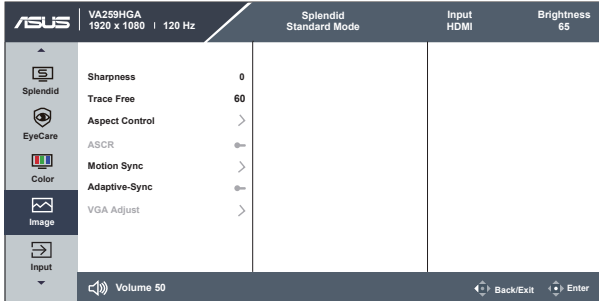 ASUS
VA259HGA
1920 x 1080 | 120 Hz
Splendid
Standard Mode
Input
HDMI
Brightness
65
Splendid
EyeCare
Color
Image
Input
Sharpness 0
Trace Free 60
Aspect Control
ASCR
Motion Sync
Adaptive-Sync
VGA Adjust
Volume 50
Back/Exit
Enter